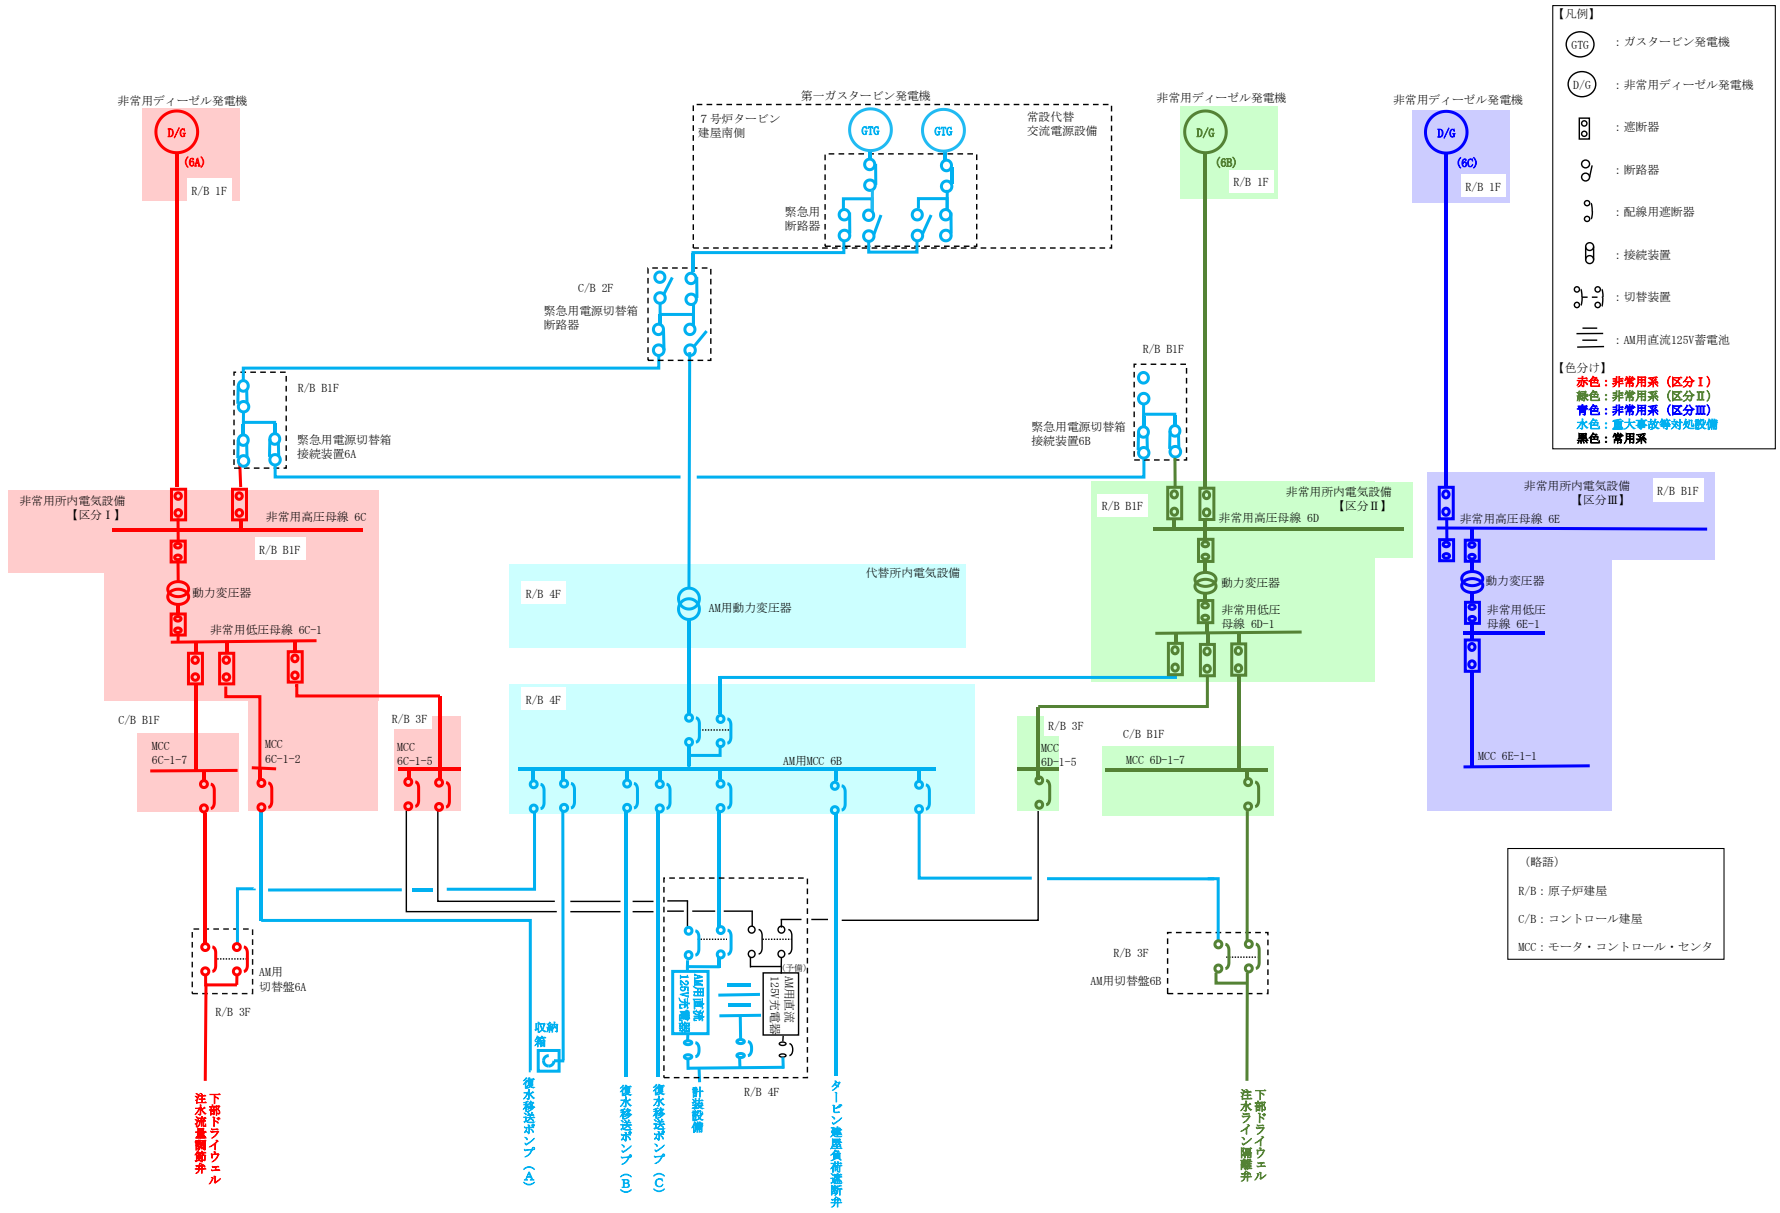 【凡例】
GTG
：ガスタービン発電機
D/G
：非常用ディーゼル発電機
：遮断器
：断路器
：配線用遮断器
：接続装置
：切替装置
：AM用直流125V蓄電池
【色分け】
赤色：非常用系（区分Ⅰ）
緑色：非常用系（区分Ⅱ）
青色：非常用系（区分Ⅲ）
水色：重大事故等対処設備
黒色：常用系
非常用ディーゼル発電機
D/G
(6A)
R/B 1F
第一ガスタービン発電機
７号炉タービン
建屋南側
GTG
GTG
常設代替
交流電源設備
緊急用
断路器
非常用ディーゼル発電機
D/G
(6B)
R/B 1F
非常用ディーゼル発電機
D/G
(6C)
R/B 1F
C/B 2F
緊急用電源切替箱
断路器
R/B B1F
緊急用電源切替箱
接続装置6A
R/B B1F
緊急用電源切替箱
接続装置6B
非常用所内電気設備
【区分Ⅰ】
非常用高圧母線 6C
R/B B1F
動力変圧器
非常用低圧母線 6C-1
R/B B1F
非常用所内電気設備
【区分Ⅱ】
非常用高圧母線 6D
動力変圧器
非常用低圧
母線 6D-1
非常用所内電気設備
【区分Ⅲ】
R/B B1F
非常用高圧母線 6E
動力変圧器
非常用低圧
母線 6E-1
MCC 6E-1-1
代替所内電気設備
R/B 4F
AM用動力変圧器
R/B 4F
AM用MCC 6B
C/B B1F
MCC
6C-1-7
MCC
6C-1-2
R/B 3F
MCC
6C-1-5
R/B 3F
MCC
6D-1-5
C/B B1F
MCC 6D-1-7
AM用
切替盤6A
R/B 3F
R/B 3F
AM用切替盤6B
収納
箱
AM用直流
125V充電器
(予備)
AM用直流
125V充電器
R/B 4F
下部ドライウェル
注水流量調節弁
復水移送ポンプ（A）
復水移送ポンプ（B）
復水移送ポンプ（C）
計装設備
タービン建屋負荷遮断弁
下部ドライウェル
注水ライン隔離弁
（略語）
R/B：原子炉建屋
C/B：コントロール建屋
MCC：モータ・コントロール・センタ